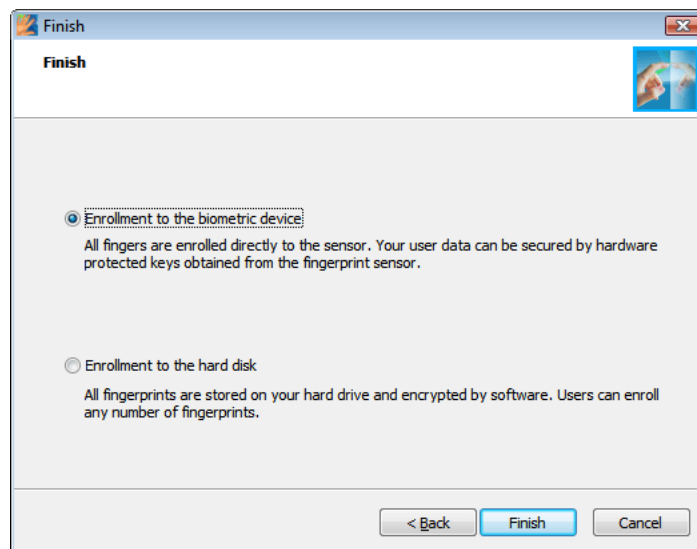 Finish
Finish
Enrollment to the biometric device
All fingers are enrolled directly to the sensor. Your user data can be secured by hardware
protected keys obtained from the fingerprint sensor.
Enrollment to the hard disk
All fingerprints are stored on your hard drive and encrypted by software. Users can enroll
any number of fingerprints.
< Back Finish Cancel